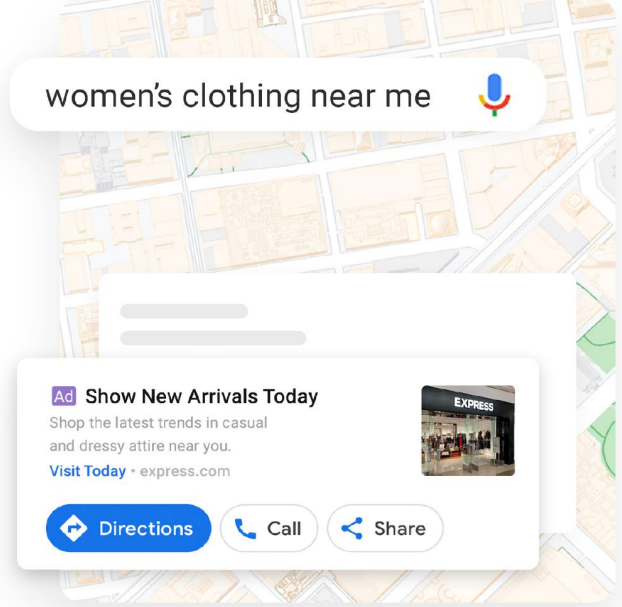 women's clothing near me
Ad Show New Arrivals Today
Shop the latest trends in casual
and dressy attire near you.
Visit Today • express.com
EXPRESS
Directions
Call
Share